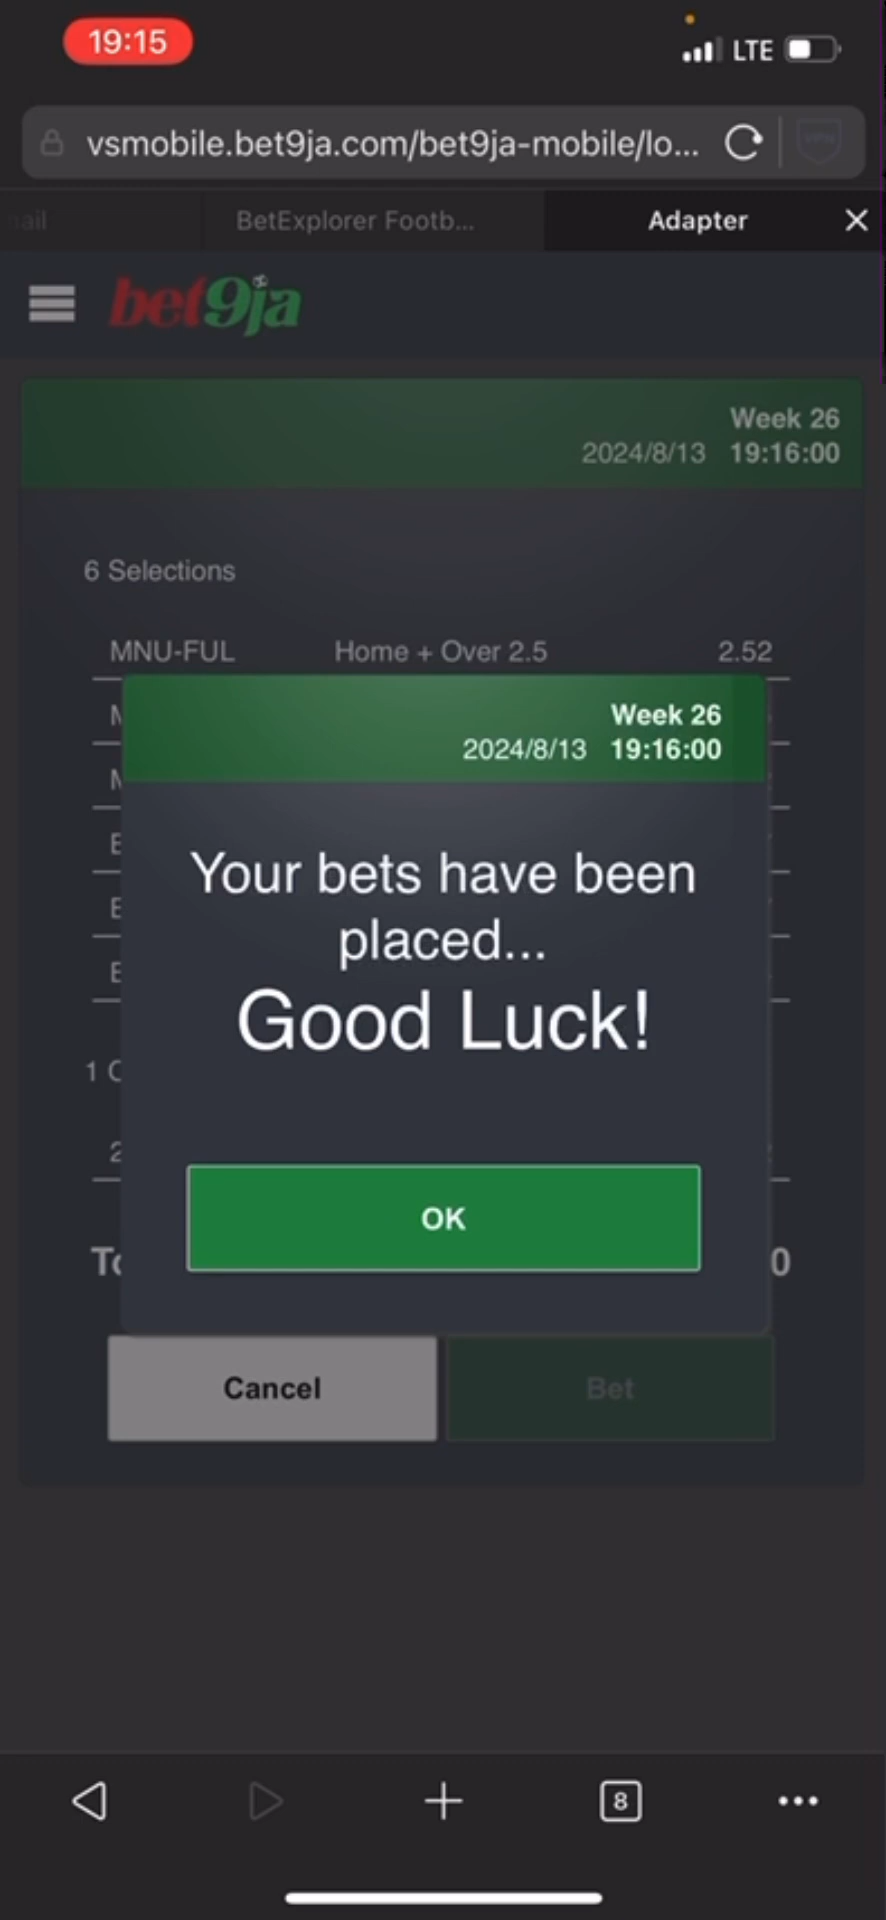 19:15
LTE
vsmobile.bet9ja.com/bet9ja-mobile/lo...
VPN
ail
BetExplorer Footb...
Adapter
bet9ja
Week 26
2024/8/13 19:16:00
6 Selections
MNU-FUL Home + Over 2.5 2.52
Week 26
2024/8/13 19:16:00
Your bets have been
placed...
Good Luck!
OK
Cancel
Bet
8